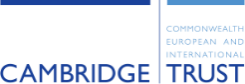 COMMONWEALTH
EUROPEAN AND
INTERNATIONAL
CAMBRIDGE TRUST